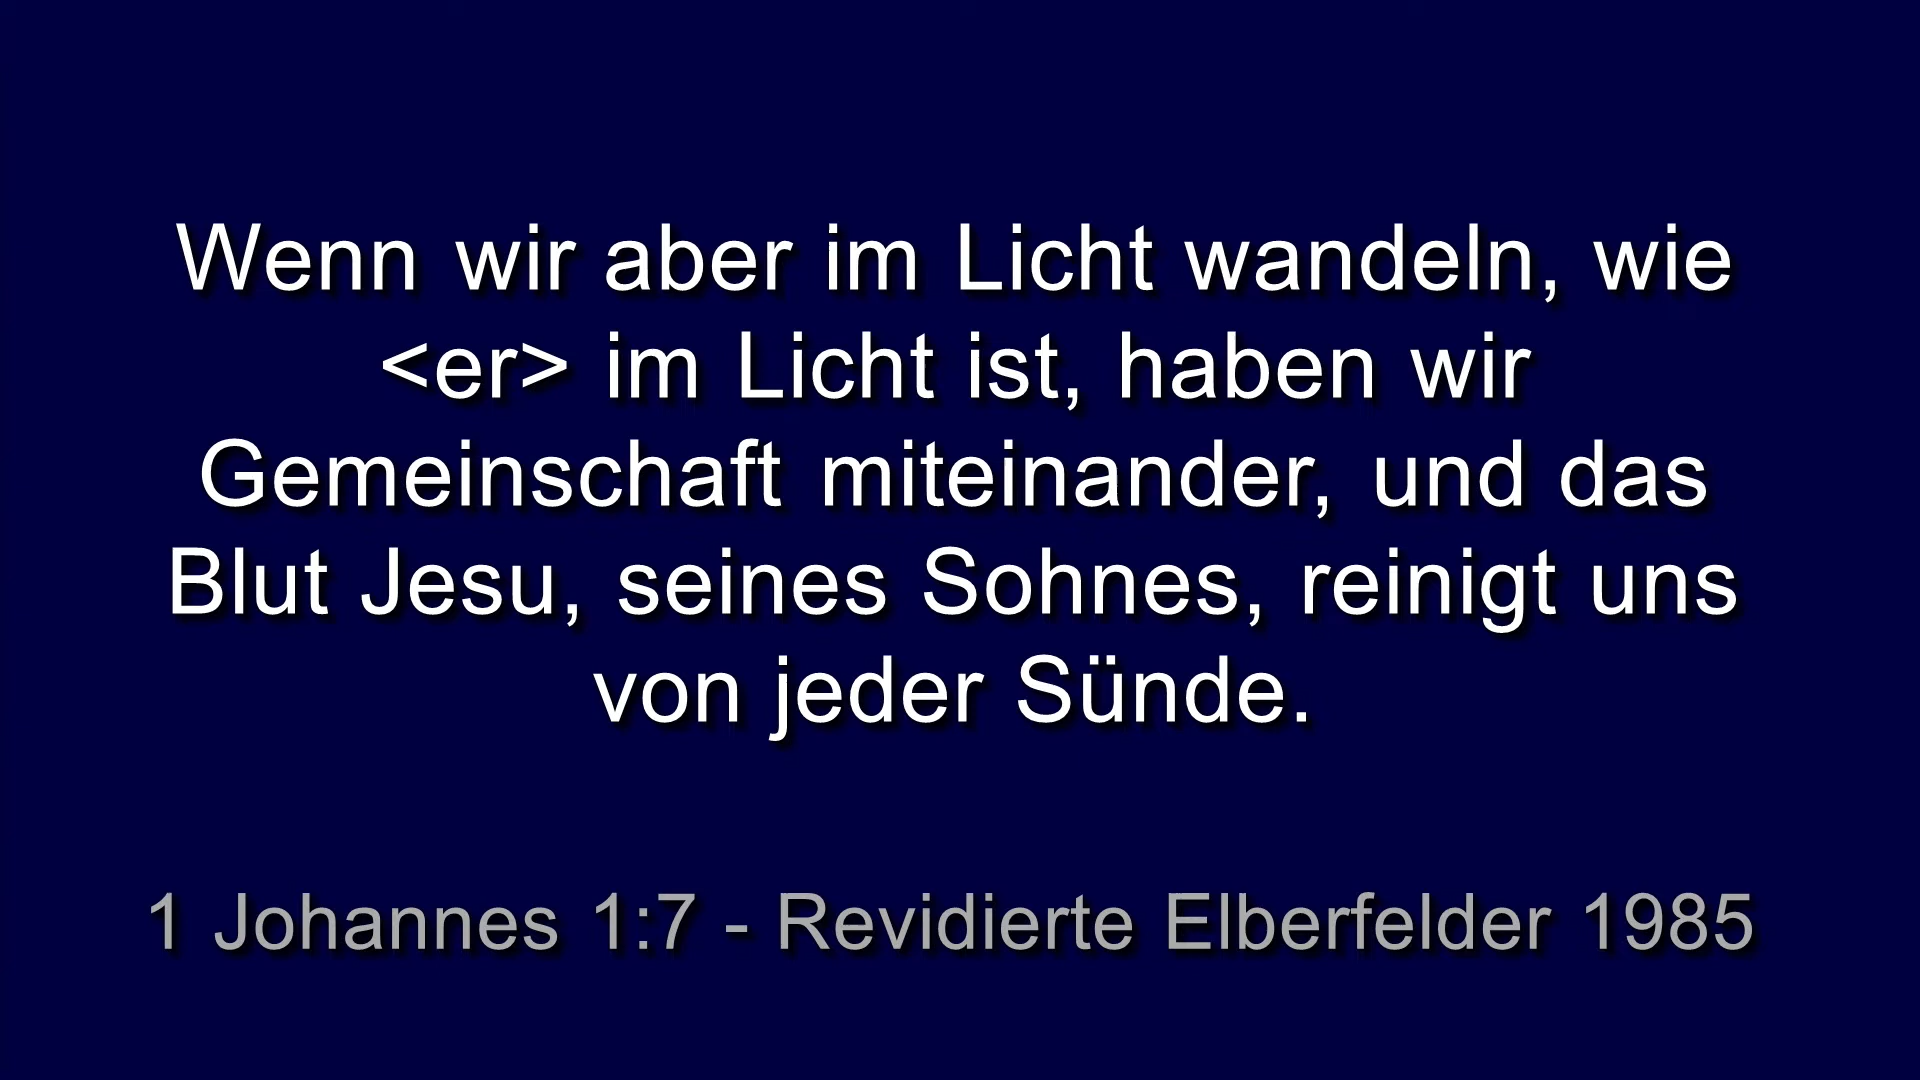 Wenn wir aber im Licht wandeln, wie
<er> im Licht ist, haben wir
Gemeinschaft miteinander, und das
Blut Jesu, seines Sohnes, reinigt uns
von jeder Sünde.
1 Johannes 1:7 - Revidierte Elberfelder 1985